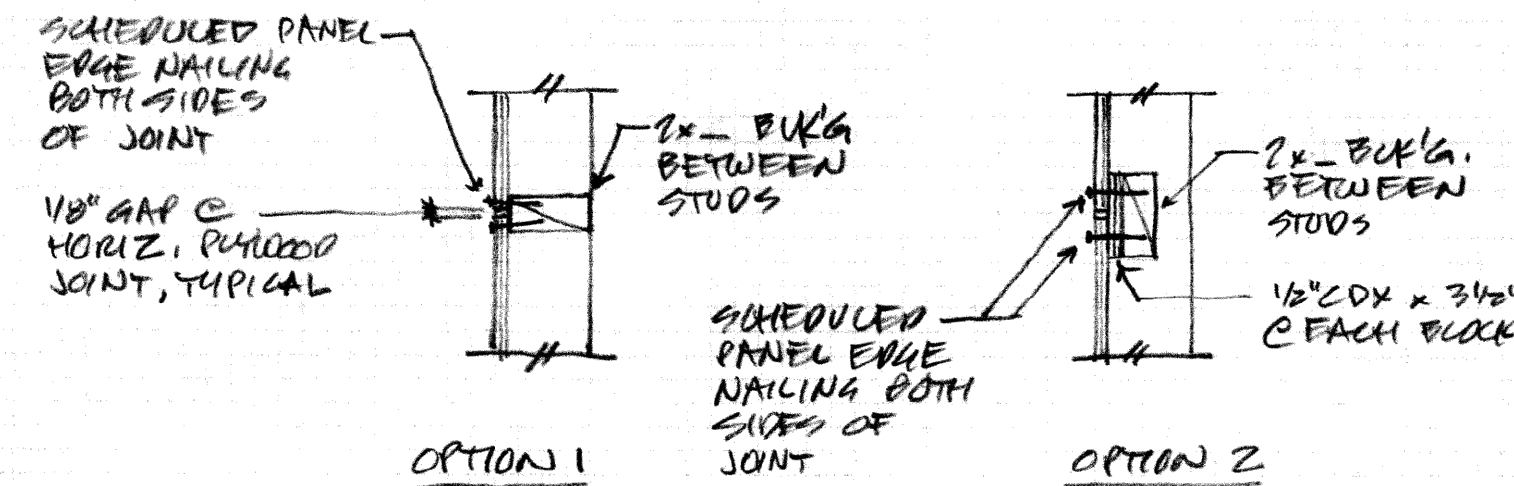 SCHEDULED PANEL
EDGE NAILING
BOTH SIDES
OF JOINT
1/8" GAP @
HORIZ. PLYWOOD
JOINT, TYPICAL
2x_ BLK'G
BETWEEN
STUDS
OPTION 1
2x_ BLK'G.
BETWEEN
STUDS
1/2" CDX x 3 1/2"
@ EACH BLOCK
SCHEDULED
PANEL EDGE
NAILING BOTH
SIDES OF
JOINT
OPTION 2